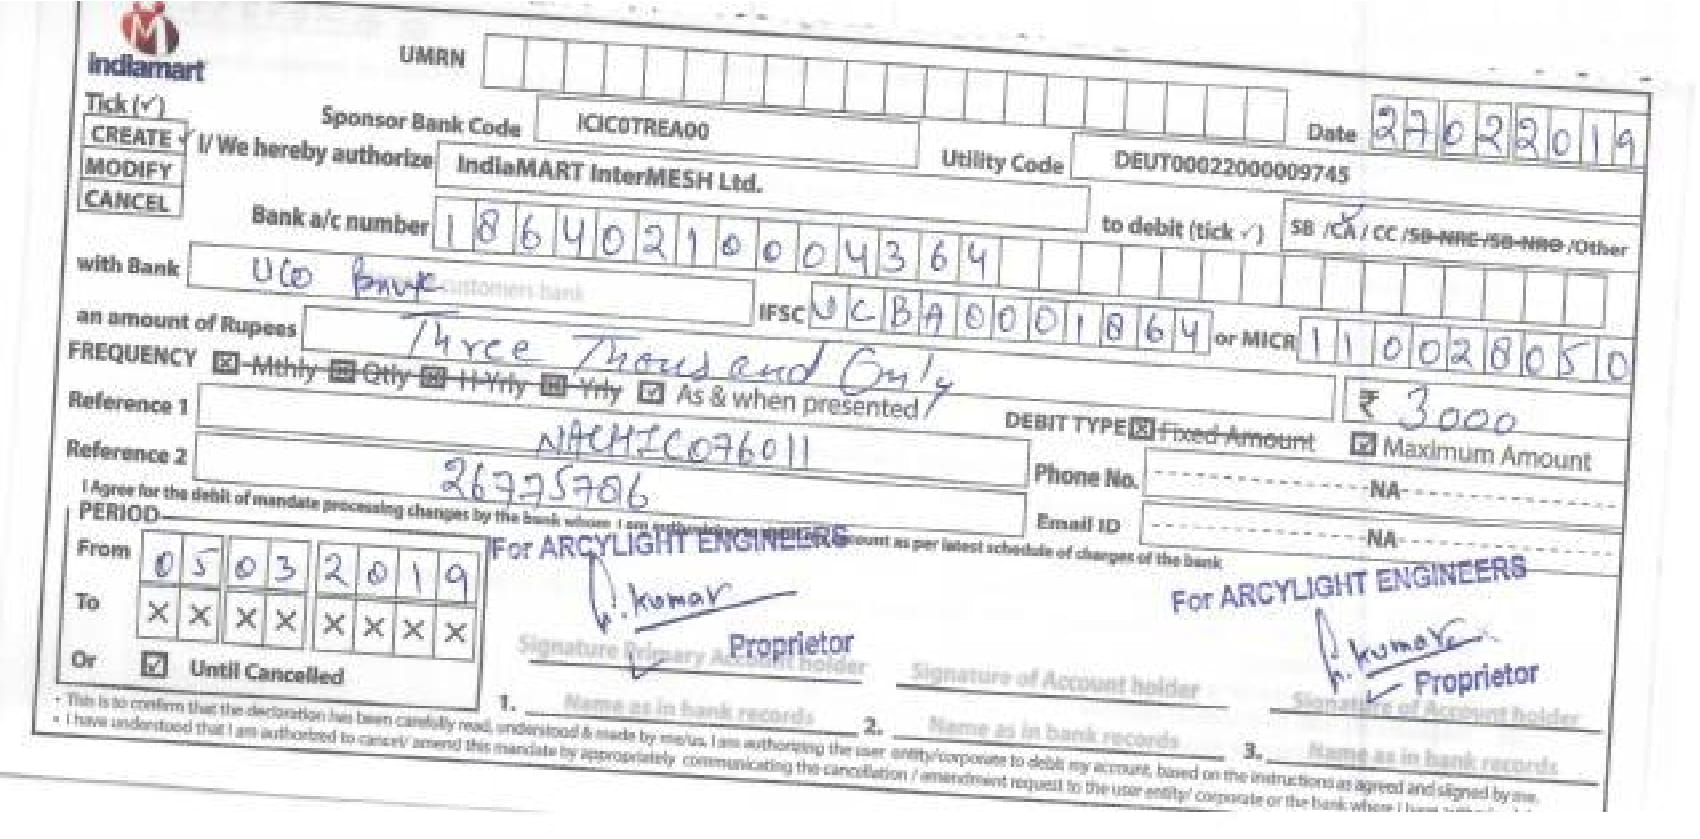 indiamart
UMRN
Tick (✓)
Sponsor Bank Code ICIC0TREA00
Date 27022019
CREATE ✓ I/ We hereby authorize IndiaMART InterMESH Ltd.
Utility Code DEUT00022000009745
MODIFY
CANCEL
Bank a/c number 18640210004364
to debit (tick ✓) SB /CA / CC /SB-NRE /SB-NRO /Other
with Bank UCO Bank customers bank
IFSC UCBA0001864 or MICR 110028050
an amount of Rupees Three Thousand Only
₹ 3000
FREQUENCY Mthly Qtly H-Yrly Yrly As & when presented
DEBIT TYPE Fixed Amount Maximum Amount
Reference 1 NACHIC076011
Phone No. NA
Reference 2 26775706
Email ID NA
I Agree for the debit of mandate processing charges by the bank whom I am account as per latest schedule of charges of the bank
PERIOD
From 05032019
To XXXXXXXX
Or Until Cancelled
For ARCYLIGHT ENGINEERS
P. Kumar
Proprietor
Signature Primary Account holder
Signature of Account holder
For ARCYLIGHT ENGINEERS
P. Kumar
Proprietor
Signature of Account holder
1. Name as in bank records
2. Name as in bank records
3. Name as in bank records
• This is to confirm that the declaration has been carefully read, understood & made by me/us. I am authorizing the user entity/corporate to debit my account, based on the instructions as agreed and signed by me.
• I have understood that I am authorized to cancel/ amend this mandate by appropriately communicating the cancellation / amendment request to the user entity/ corporate or the bank where I have